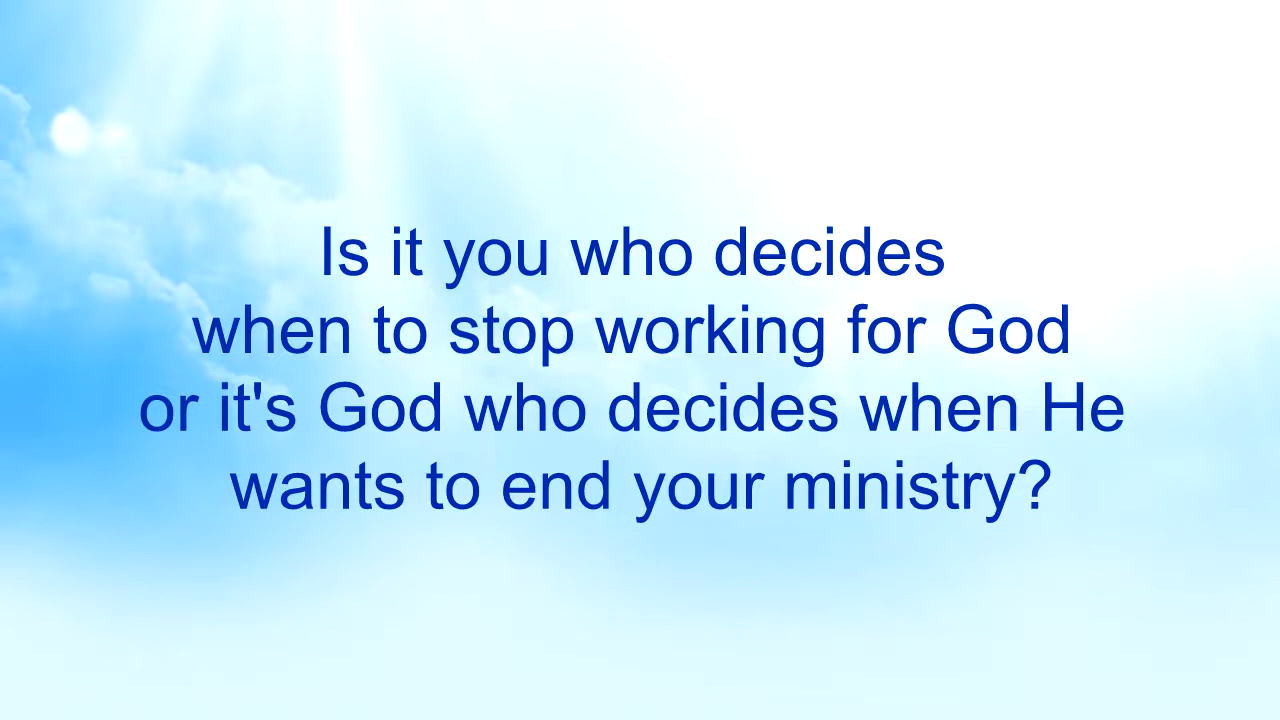 Is it you who decides
when to stop working for God
or it's God who decides when He
wants to end your ministry?